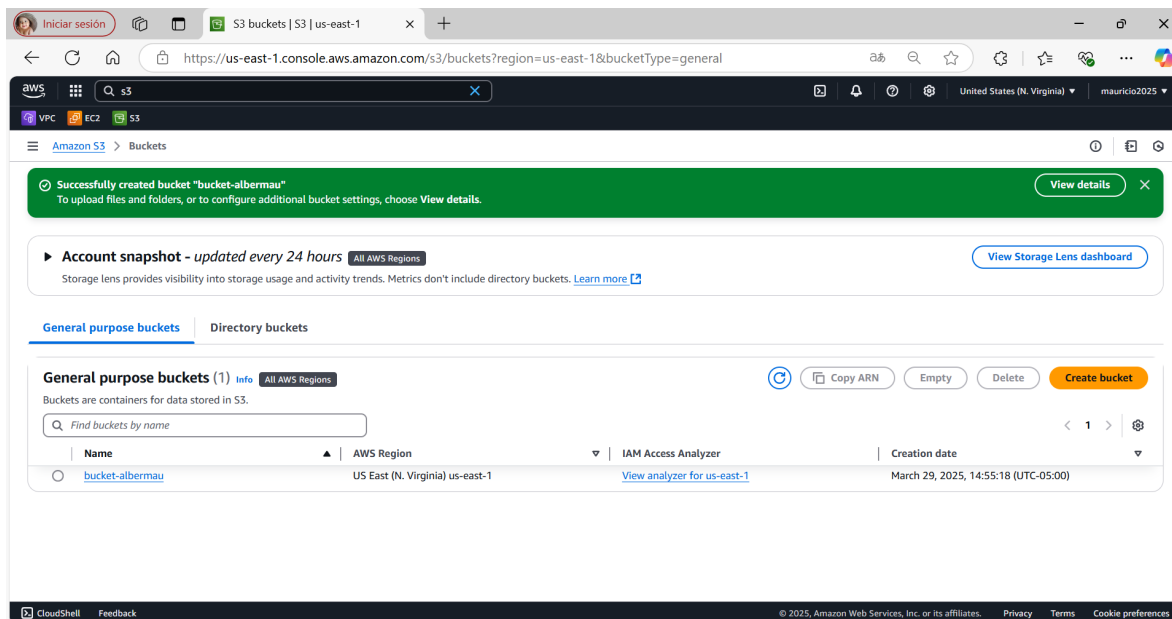 Iniciar sesión
S3 buckets | S3 | us-east-1
https://us-east-1.console.aws.amazon.com/s3/buckets?region=us-east-1&bucketType=general
aws
s3
United States (N. Virginia)
mauricio2025
VPC EC2 S3
Amazon S3 > Buckets
Successfully created bucket "bucket-albermau"
To upload files and folders, or to configure additional bucket settings, choose View details.
View details
Account snapshot - updated every 24 hours All AWS Regions
Storage lens provides visibility into storage usage and activity trends. Metrics don't include directory buckets. Learn more
View Storage Lens dashboard
General purpose buckets Directory buckets
General purpose buckets (1) Info All AWS Regions
Buckets are containers for data stored in S3.
Copy ARN Empty Delete Create bucket
Find buckets by name
< 1 >
Name AWS Region IAM Access Analyzer Creation date
bucket-albermau US East (N. Virginia) us-east-1 View analyzer for us-east-1 March 29, 2025, 14:55:18 (UTC-05:00)
CloudShell Feedback © 2025, Amazon Web Services, Inc. or its affiliates. Privacy Terms Cookie preferences